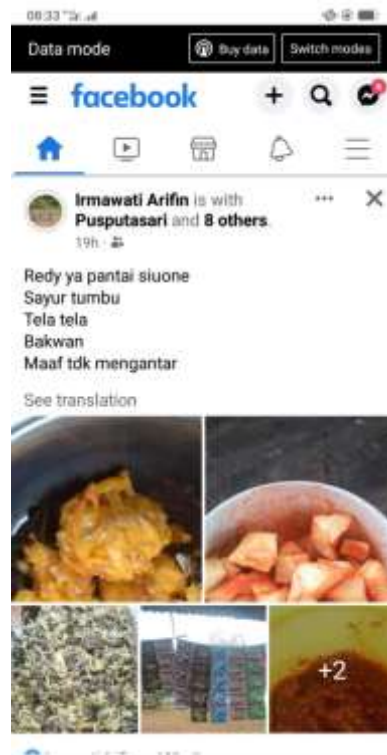 08:33
Data mode Buy data Switch modes
facebook
Irmawati Arifin is with
Pusputasari and 8 others.
19h
Redy ya pantai siuone
Sayur tumbu
Tela tela
Bakwan
Maaf tdk mengantar
See translation
+2